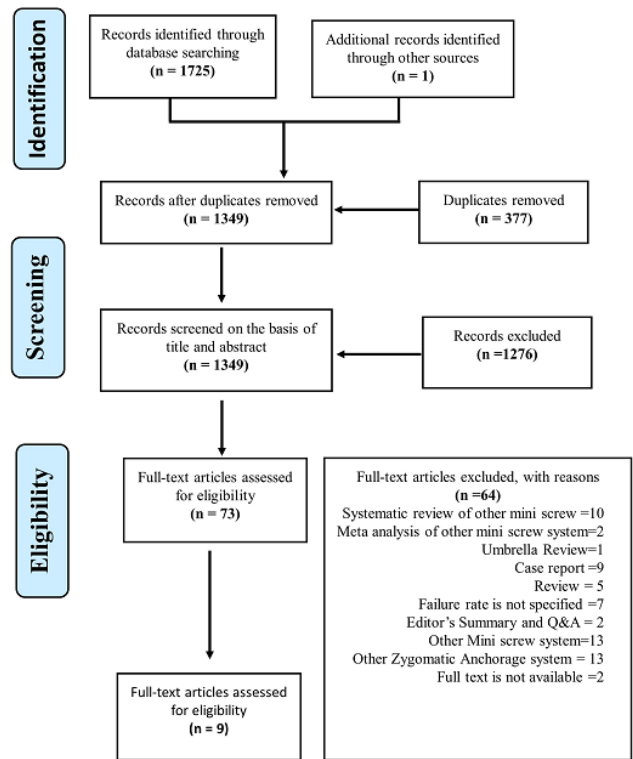 Identification
Records identified through
database searching
(n = 1725)
Additional records identified
through other sources
(n = 1)
Records after duplicates removed
(n = 1349)
Duplicates removed
(n = 377)
Screening
Records screened on the basis of
title and abstract
(n = 1349)
Records excluded
(n =1276)
Eligibility
Full-text articles assessed
for eligibility
(n = 73)
Full-text articles excluded, with reasons
(n =64)
Systematic review of other mini screw =10
Meta analysis of other mini screw system=2
Umbrella Review=1
Case report =9
Review = 5
Failure rate is not specified =7
Editor's Summary and Q&A = 2
Other Mini screw system=13
Other Zygomatic Anchorage system = 13
Full text is not available =2
Full-text articles assessed
for eligibility
(n = 9)